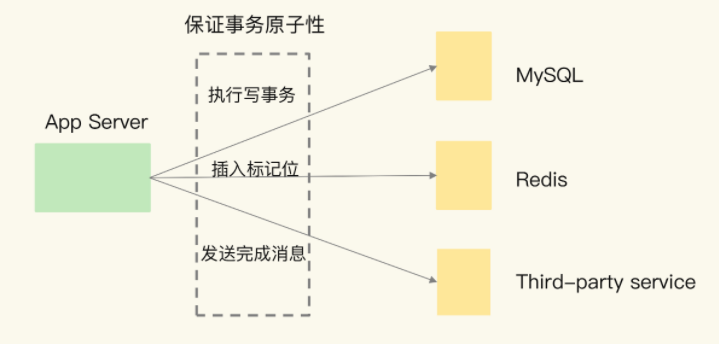 保证事务原子性
执行写事务
MySQL
App Server
插入标记位
Redis
发送完成消息
Third-party service